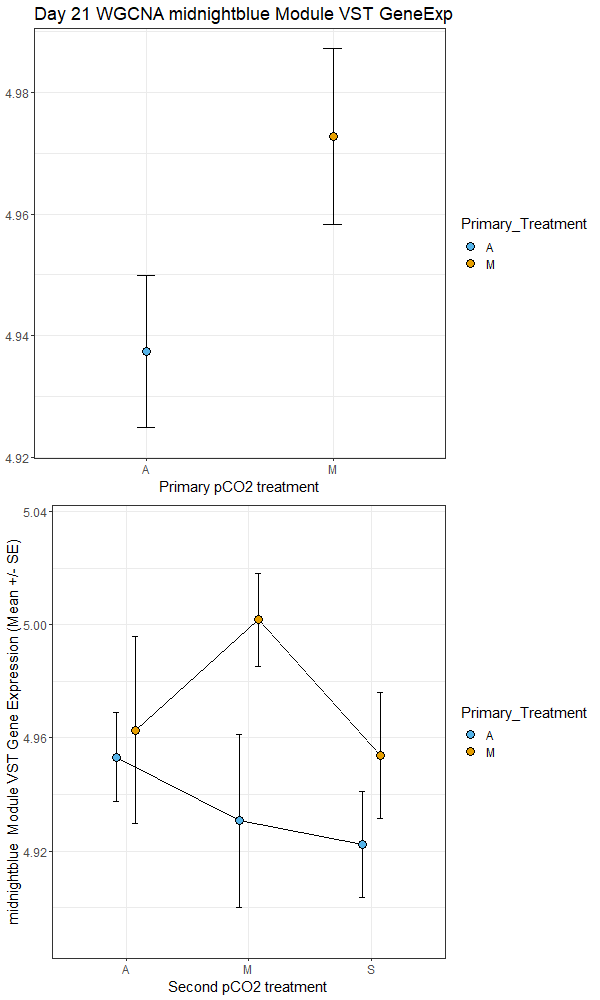 Day 21 WGCNA midnightblue Module VST GeneExp
4.98
4.96
4.94
4.92
A
M
Primary pCO2 treatment
Primary_Treatment
A
M
midnightblue  Module VST Gene Expression (Mean +/- SE)
5.04
5.00
4.96
4.92
A
M
S
Second pCO2 treatment
Primary_Treatment
A
M